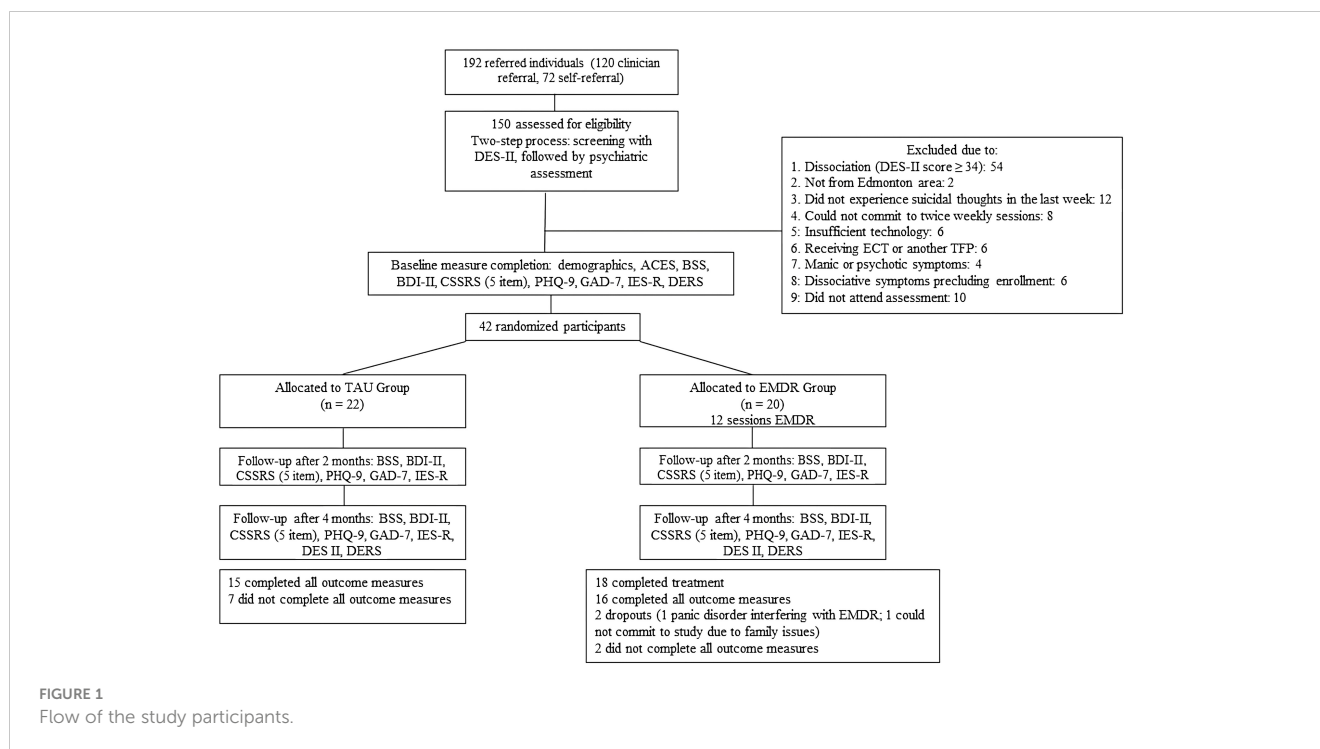 192 referred individuals (120 clinician
referral, 72 self-referral)
150 assessed for eligibility
Two-step process: screening with
DES-II, followed by psychiatric
assessment
Excluded due to:
1. Dissociation (DES-II score ≥ 34): 54
2. Not from Edmonton area: 2
3. Did not experience suicidal thoughts in the last week: 12
4. Could not commit to twice weekly sessions: 8
5: Insufficient technology: 6
6. Receiving ECT or another TFP: 6
7. Manic or psychotic symptoms: 4
8: Dissociative symptoms precluding enrollment: 6
9: Did not attend assessment: 10
Baseline measure completion: demographics, ACES, BSS,
BDI-II, CSSRS (5 item), PHQ-9, GAD-7, IES-R, DERS
42 randomized participants
Allocated to TAU Group
(n = 22)
Allocated to EMDR Group
(n = 20)
12 sessions EMDR
Follow-up after 2 months: BSS, BDI-II,
CSSRS (5 item), PHQ-9, GAD-7, IES-R
Follow-up after 2 months: BSS, BDI-II,
CSSRS (5 item), PHQ-9, GAD-7, IES-R
Follow-up after 4 months: BSS, BDI-II,
CSSRS (5 item), PHQ-9, GAD-7, IES-R,
DES II, DERS
Follow-up after 4 months: BSS, BDI-II,
CSSRS (5 item), PHQ-9, GAD-7, IES-R,
DES II, DERS
15 completed all outcome measures
7 did not complete all outcome measures
18 completed treatment
16 completed all outcome measures
2 dropouts (1 panic disorder interfering with EMDR; 1 could
not commit to study due to family issues)
2 did not complete all outcome measures
FIGURE 1
Flow of the study participants.